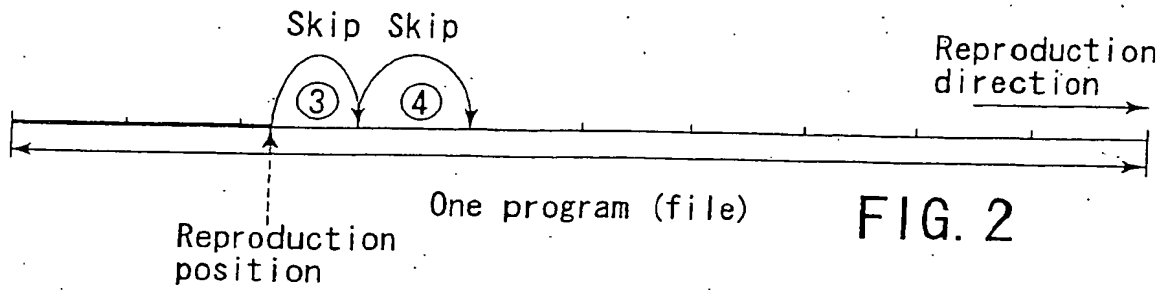 Skip Skip
Reproduction
direction
③ ④
One program (file)
FIG. 2
Reproduction
position